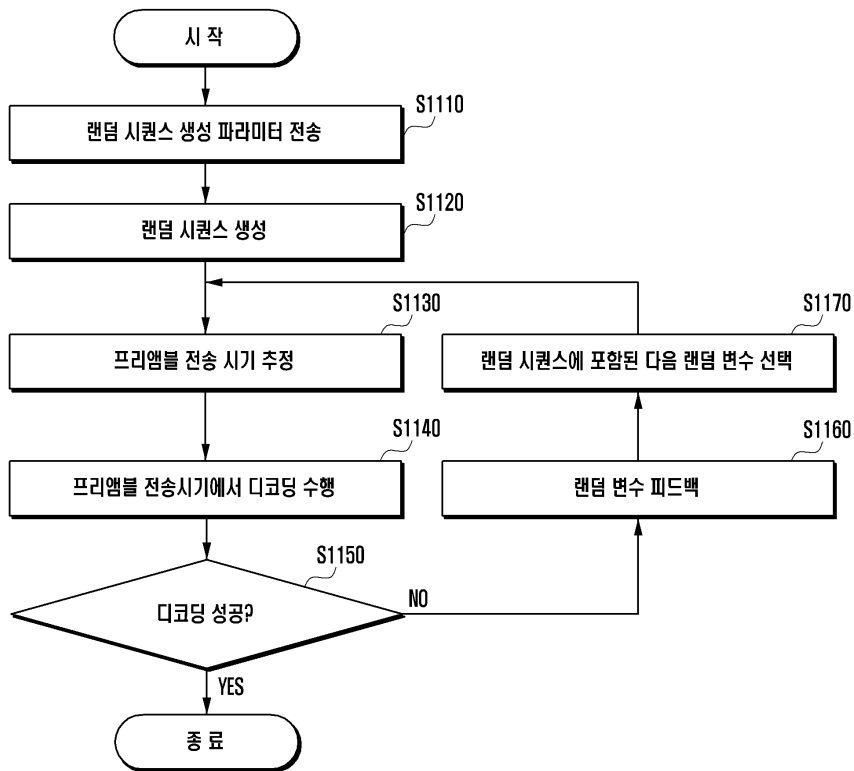 시 작
S1110
랜덤 시퀀스 생성 파라미터 전송
S1120
랜덤 시퀀스 생성
S1130
프리앰블 전송 시기 추정
S1170
랜덤 시퀀스에 포함된 다음 랜덤 변수 선택
S1140
프리앰블 전송시기에서 디코딩 수행
S1160
랜덤 변수 피드백
S1150
디코딩 성공?
NO
YES
종 료